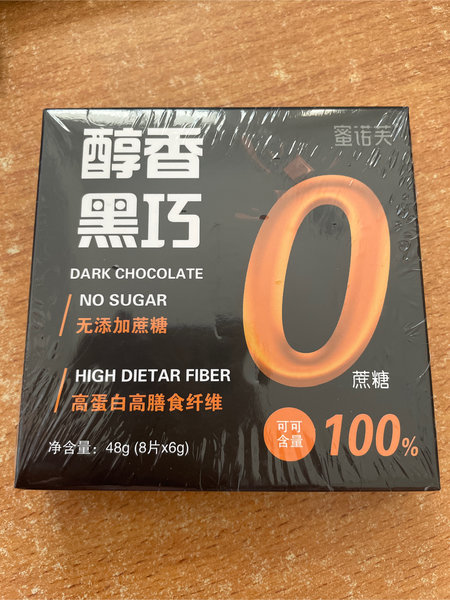 蜜诺芙
醇香
黑巧
DARK CHOCOLATE
NO SUGAR
无添加蔗糖
0
蔗糖
HIGH DIETAR FIBER
高蛋白高膳食纤维
可可
含量
100%
净含量：48g (8片x6g)